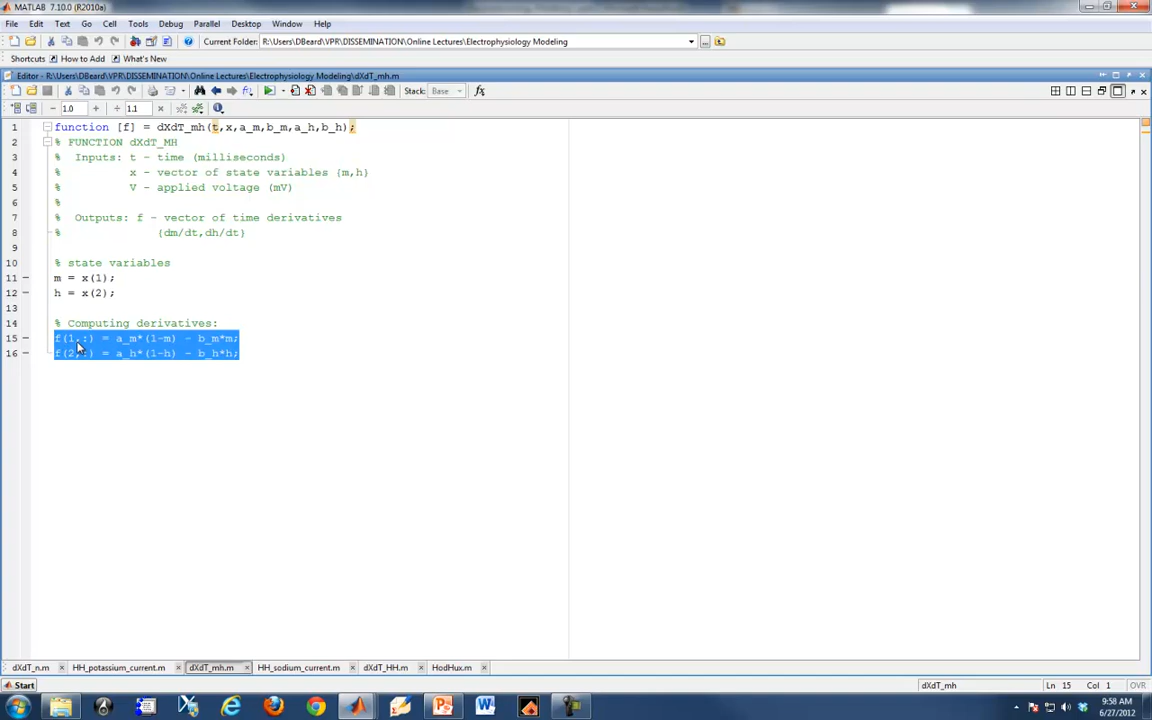 MATLAB 7.10.0 (R2010a)
File Edit Text Go Cell Tools Debug Parallel Desktop Window Help
Current Folder: R:\Users\DBeard\VPR\DISSEMINATION\Online Lectures\Electrophysiology Modeling
Shortcuts How to Add What's New
Editor - R:\Users\DBeard\VPR\DISSEMINATION\Online Lectures\Electrophysiology Modeling\dXdT_mh.m
Stack: Base
1.0 1.1
1 function [f] = dXdT_mh(t,x,a_m,b_m,a_h,b_h);
2 % FUNCTION dXdT_MH
3 % Inputs: t - time (milliseconds)
4 % x - vector of state variables {m,h}
5 % V - applied voltage (mV)
6 %
7 % Outputs: f - vector of time derivatives
8 % {dm/dt,dh/dt}
9
10 % state variables
11 m = x(1);
12 h = x(2);
13
14 % Computing derivatives:
15 f(1,:) = a_m*(1-m) - b_m*m;
16 f(2,:) = a_h*(1-h) - b_h*h;
dXdT_n.m HH_potassium_current.m dXdT_mh.m HH_sodium_current.m dXdT_HH.m HodHux.m
Start dXdT_mh Ln 15 Col 1 OVR
9:58 AM
6/27/2012